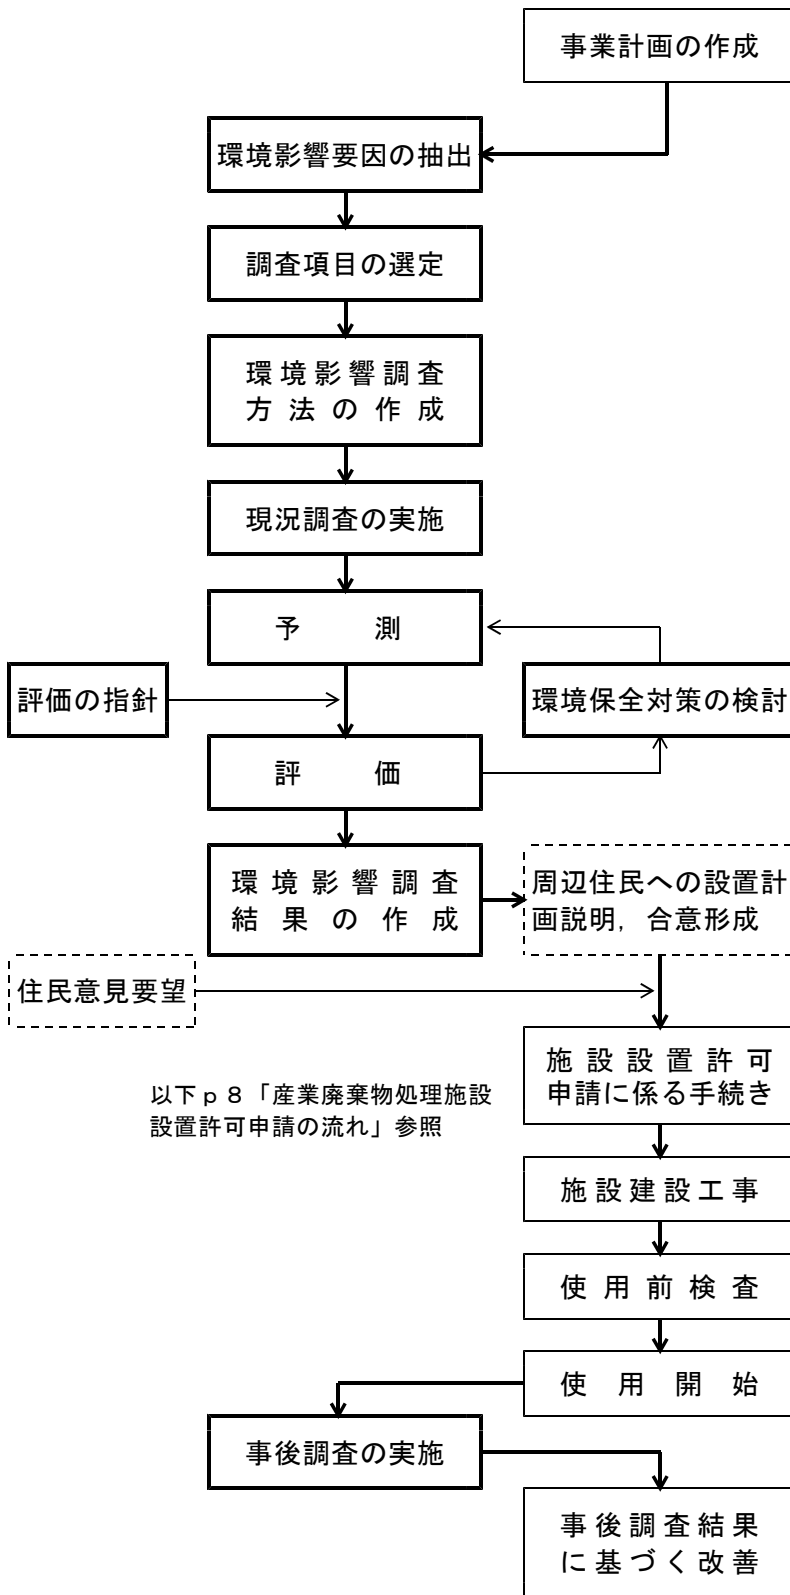 事業計画の作成
環境影響要因の抽出
調査項目の選定
環境影響調査
方法の作成
現況調査の実施
予測
評価の指針
環境保全対策の検討
評価
環境影響調査
結果の作成
周辺住民への設置計
画説明，合意形成
住民意見要望
施設設置許可
申請に係る手続き
以下ｐ８「産業廃棄物処理施設
設置許可申請の流れ」参照
施設建設工事
使用前検査
使用開始
事後調査の実施
事後調査結果
に基づく改善